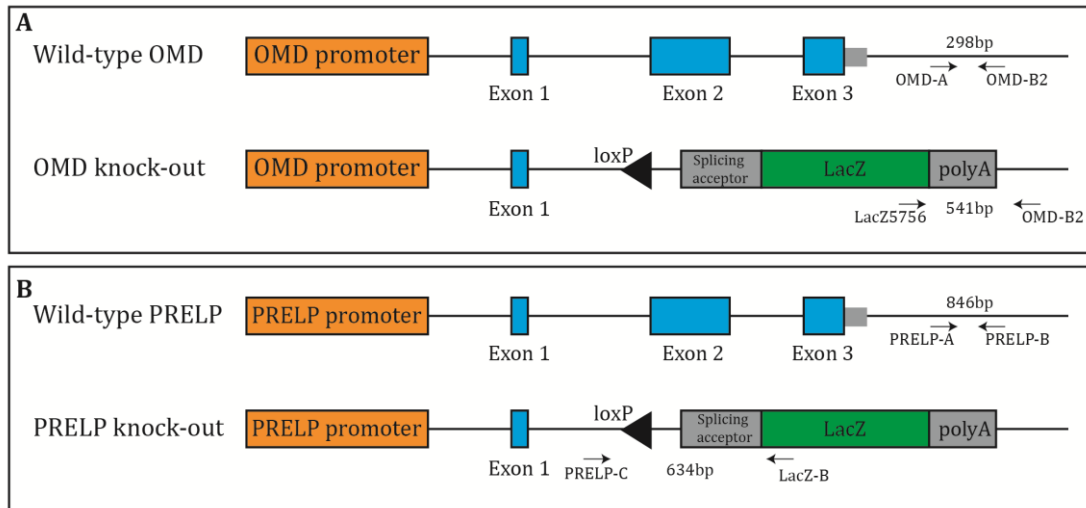 A
Wild-type OMD
OMD promoter
Exon 1
Exon 2
Exon 3
298bp
OMD-A
OMD-B2
OMD knock-out
OMD promoter
Exon 1
loxP
Splicing
acceptor
LacZ
polyA
LacZ5756
541bp
OMD-B2
B
Wild-type PRELP
PRELP promoter
Exon 1
Exon 2
Exon 3
846bp
PRELP-A
PRELP-B
PRELP knock-out
PRELP promoter
Exon 1
loxP
Splicing
acceptor
LacZ
polyA
PRELP-C
634bp
LacZ-B